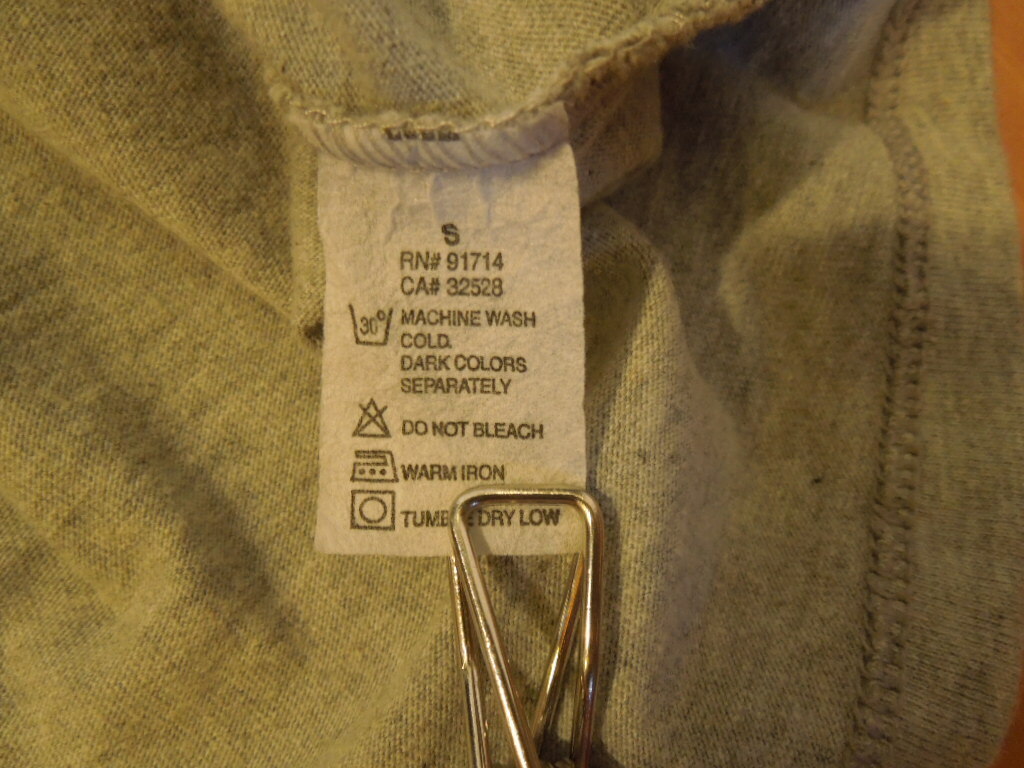 S
RN# 91714
CA# 32528
30° MACHINE WASH
COLD.
DARK COLORS
SEPARATELY
DO NOT BLEACH
WARM IRON
DRY LOW